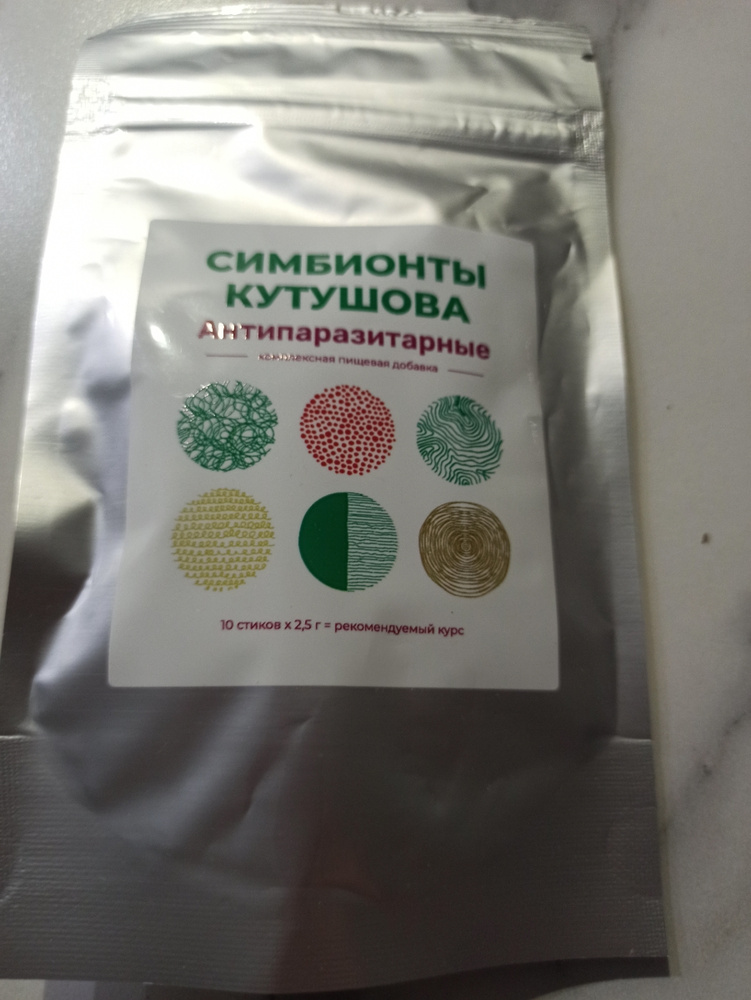 СИМБИОНТЫ
КУТУШОВА
Антипаразитарные
комплексная пищевая добавка
10 стиков х 2,5 г = рекомендуемый курс